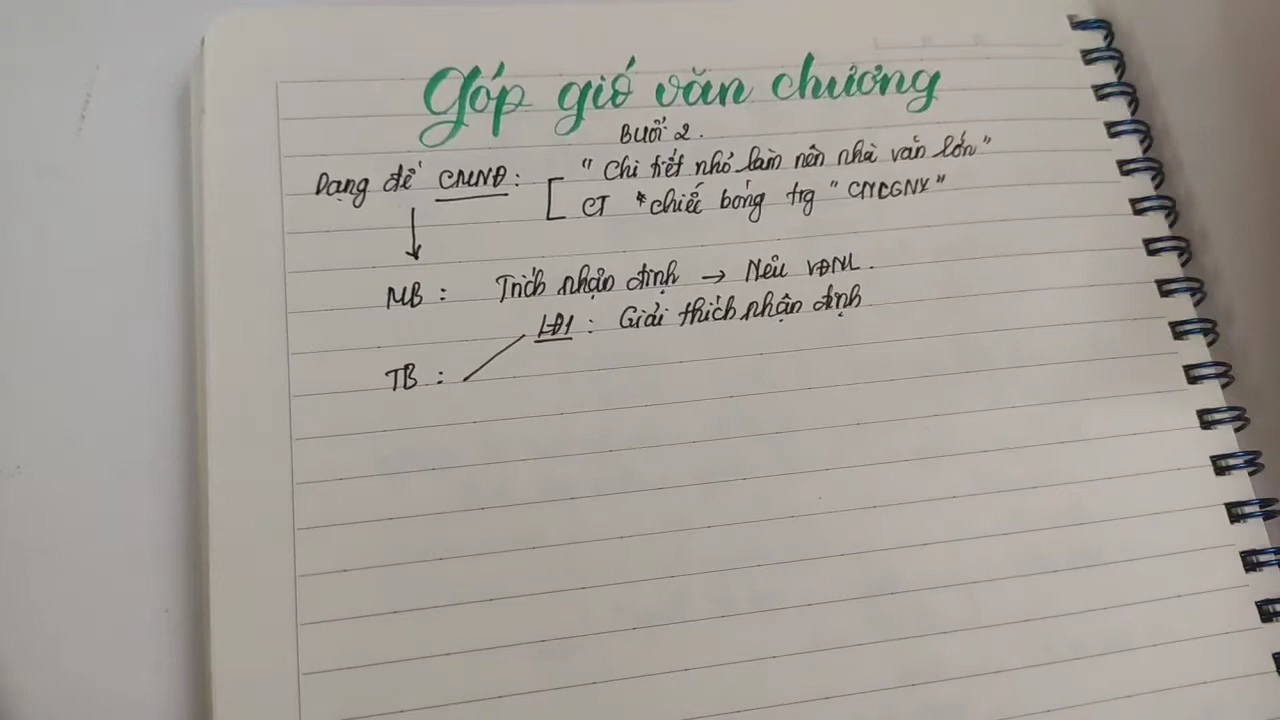 Góp gió văn chương
Buổi 2.
Dạng đề CMNĐ: "Chi tiết nhỏ làm nên nhà văn lớn"
CT "chiếc bóng trg "CNCGNX"
MB: Trích nhận định → Nêu VĐNL.
LĐ1: Giải thích nhận định
TB: